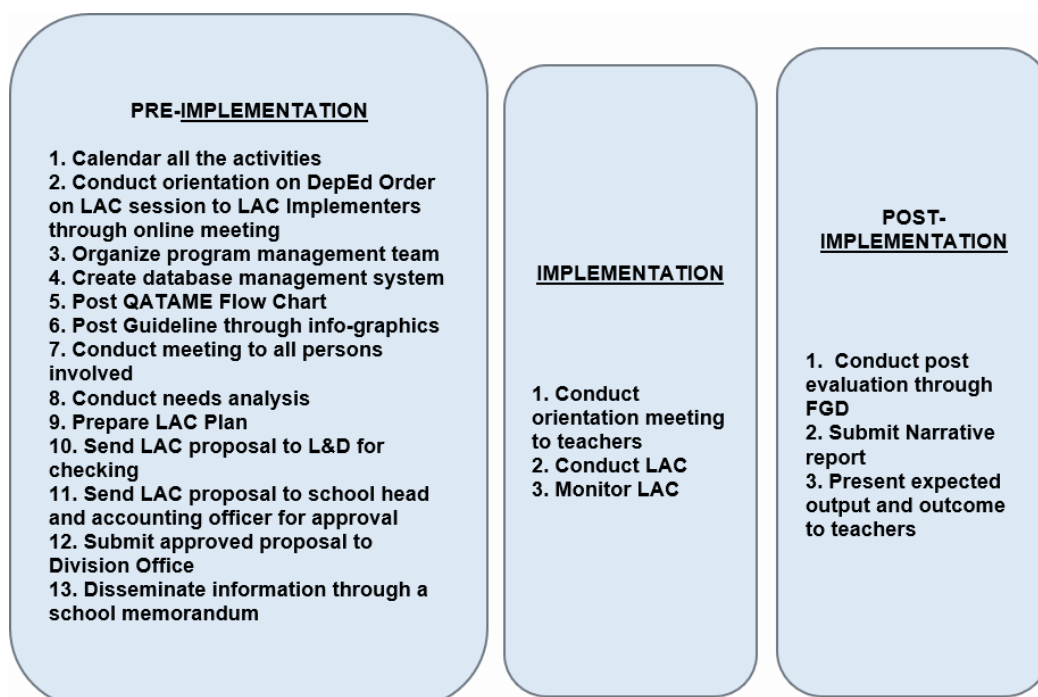 PRE-IMPLEMENTATION
1. Calendar all the activities
2. Conduct orientation on DepEd Order
on LAC session to LAC Implementers
through online meeting
3. Organize program management team
4. Create database management system
5. Post QATAME Flow Chart
6. Post Guideline through info-graphics
7. Conduct meeting to all persons
involved
8. Conduct needs analysis
9. Prepare LAC Plan
10. Send LAC proposal to L&D for
checking
11. Send LAC proposal to school head
and accounting officer for approval
12. Submit approved proposal to
Division Office
13. Disseminate information through a
school memorandum
IMPLEMENTATION
1. Conduct
orientation meeting
to teachers
2. Conduct LAC
3. Monitor LAC
POST-
IMPLEMENTATION
1. Conduct post
evaluation through
FGD
2. Submit Narrative
report
3. Present expected
output and outcome
to teachers